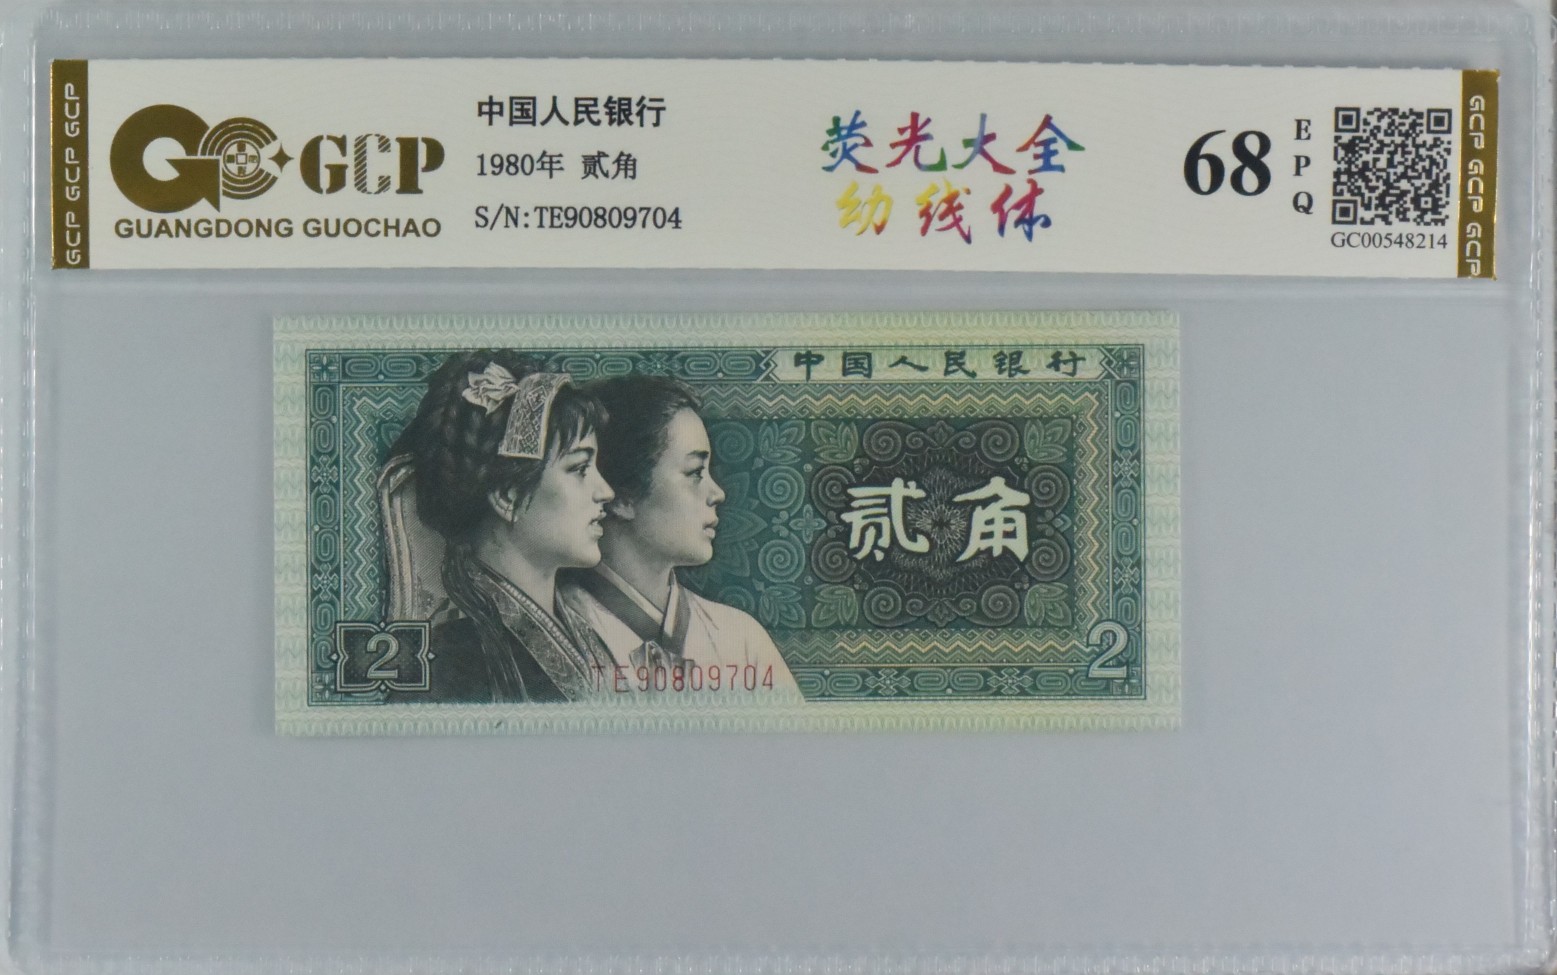 GCP GCP GCP
GCP
GUANGDONG GUOCHAO
中国人民银行
1980年 贰角
S/N:TE90809704
荧光大全
幼线体
68
EPQ
GC00548214
GCP GCP GCP
中国人民银行
贰角
2
TE90809704
2